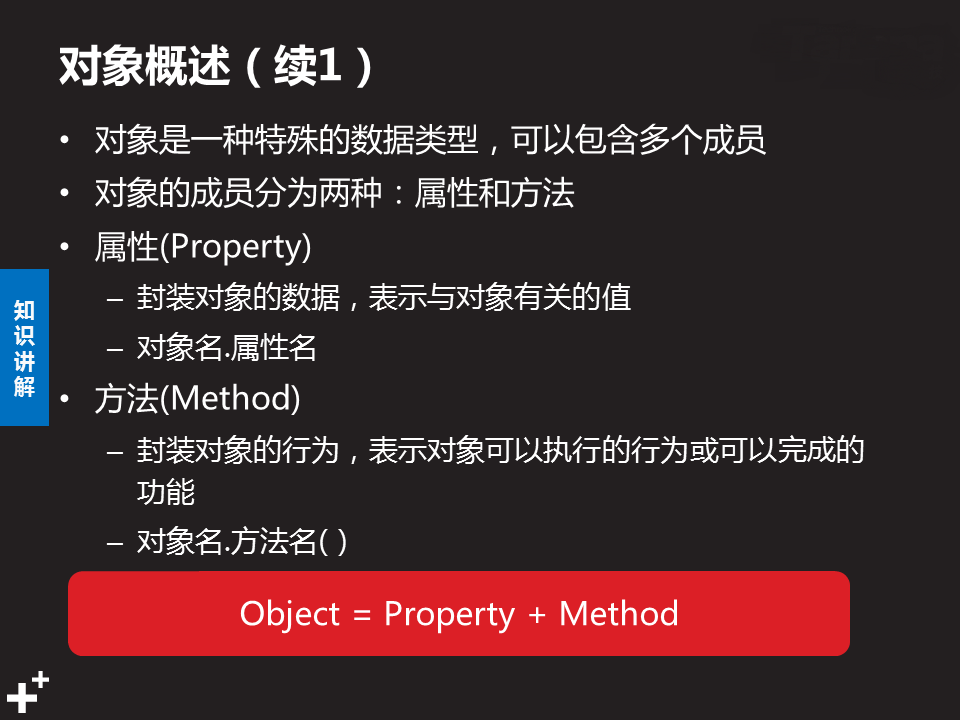 对象概述（续1）
• 对象是一种特殊的数据类型，可以包含多个成员
• 对象的成员分为两种：属性和方法
• 属性(Property)
– 封装对象的数据，表示与对象有关的值
– 对象名.属性名
• 方法(Method)
– 封装对象的行为，表示对象可以执行的行为或可以完成的
功能
– 对象名.方法名( )
Object = Property + Method
知识讲解